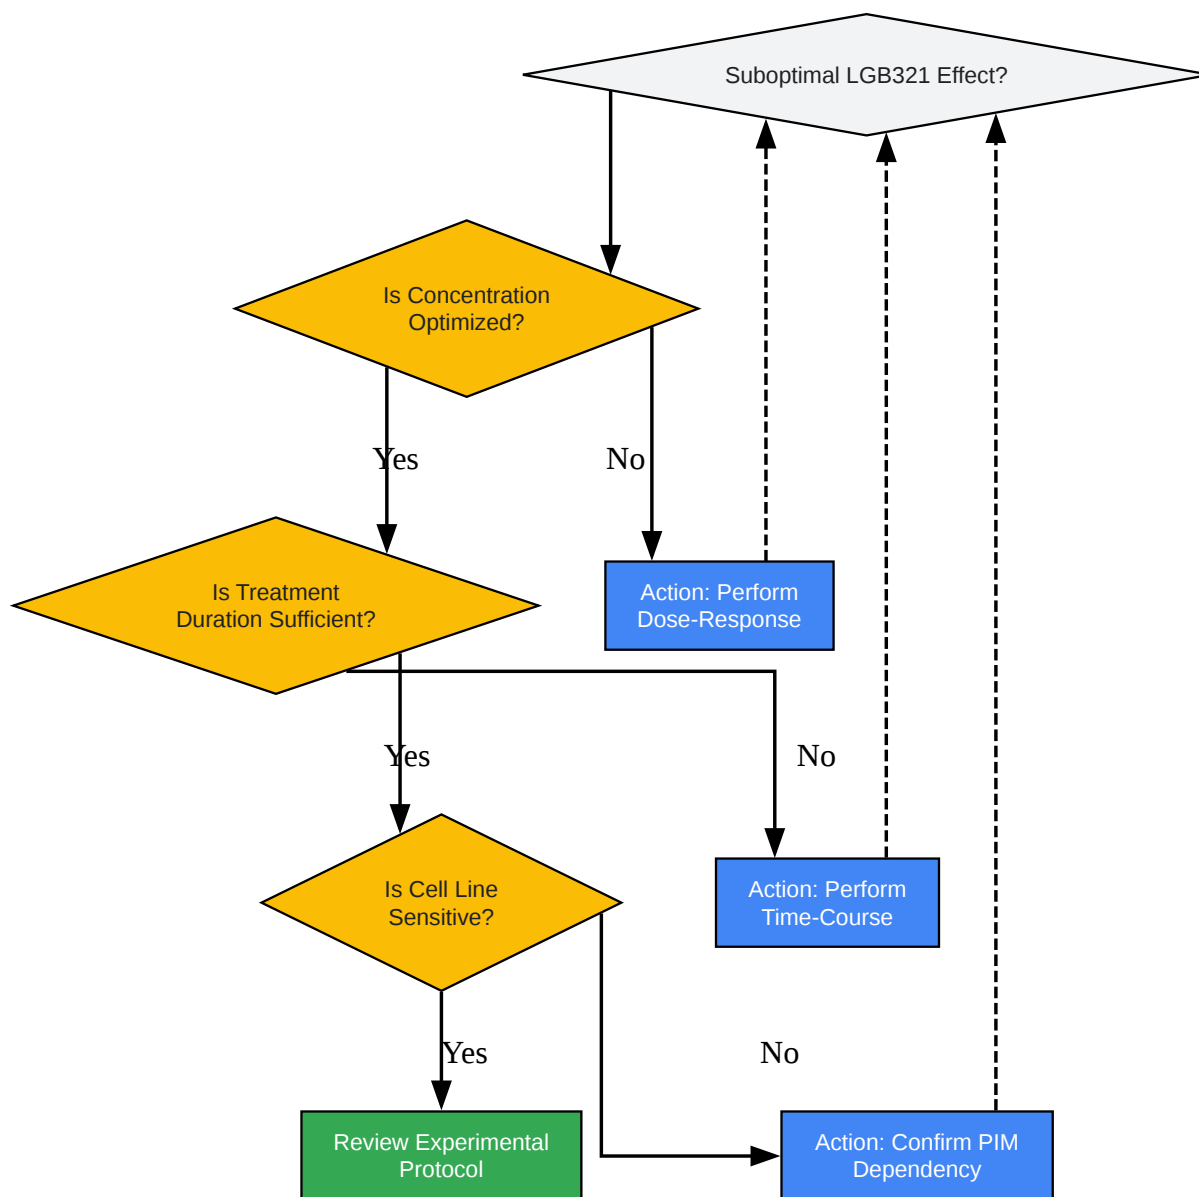 Suboptimal LGB321 Effect?
Is Concentration
Optimized?
Yes
No
Is Treatment
Duration Sufficient?
Action: Perform
Dose-Response
Yes
No
Is Cell Line
Sensitive?
Action: Perform
Time-Course
Yes
No
Review Experimental
Protocol
Action: Confirm PIM
Dependency